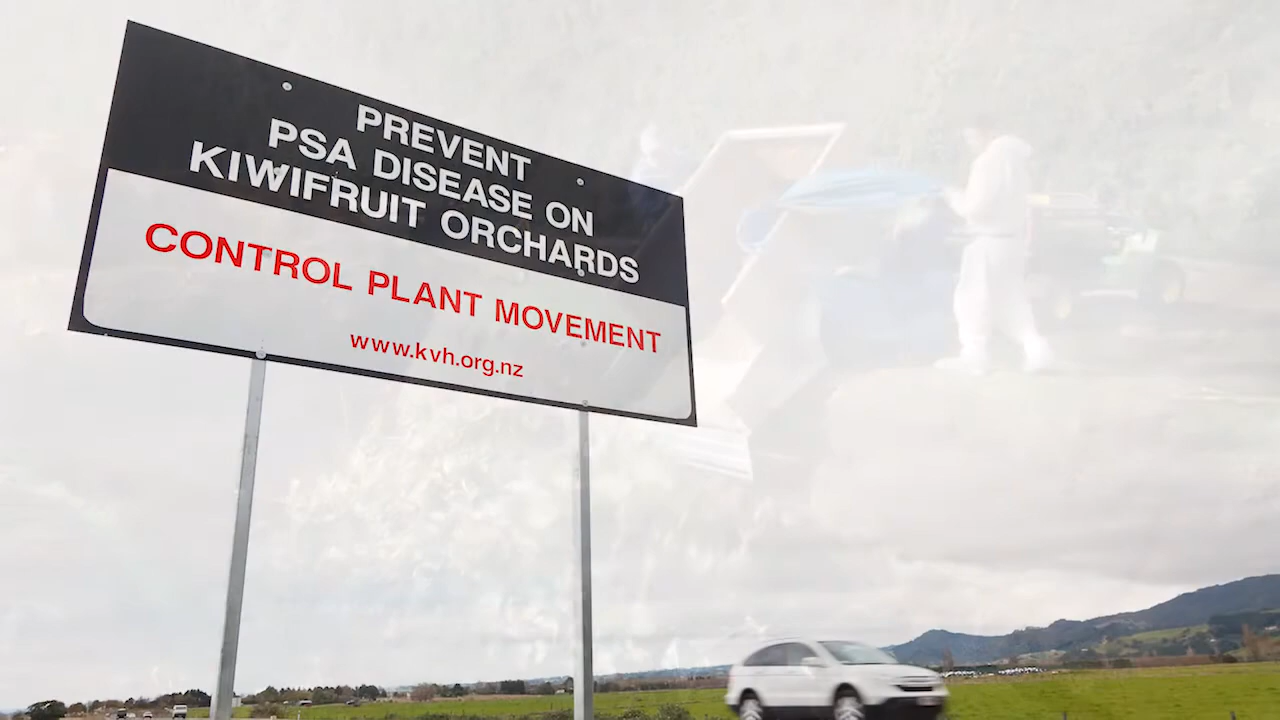 PREVENT
PSA DISEASE ON
KIWIFRUIT ORCHARDS
CONTROL PLANT MOVEMENT
www.kvh.org.nz